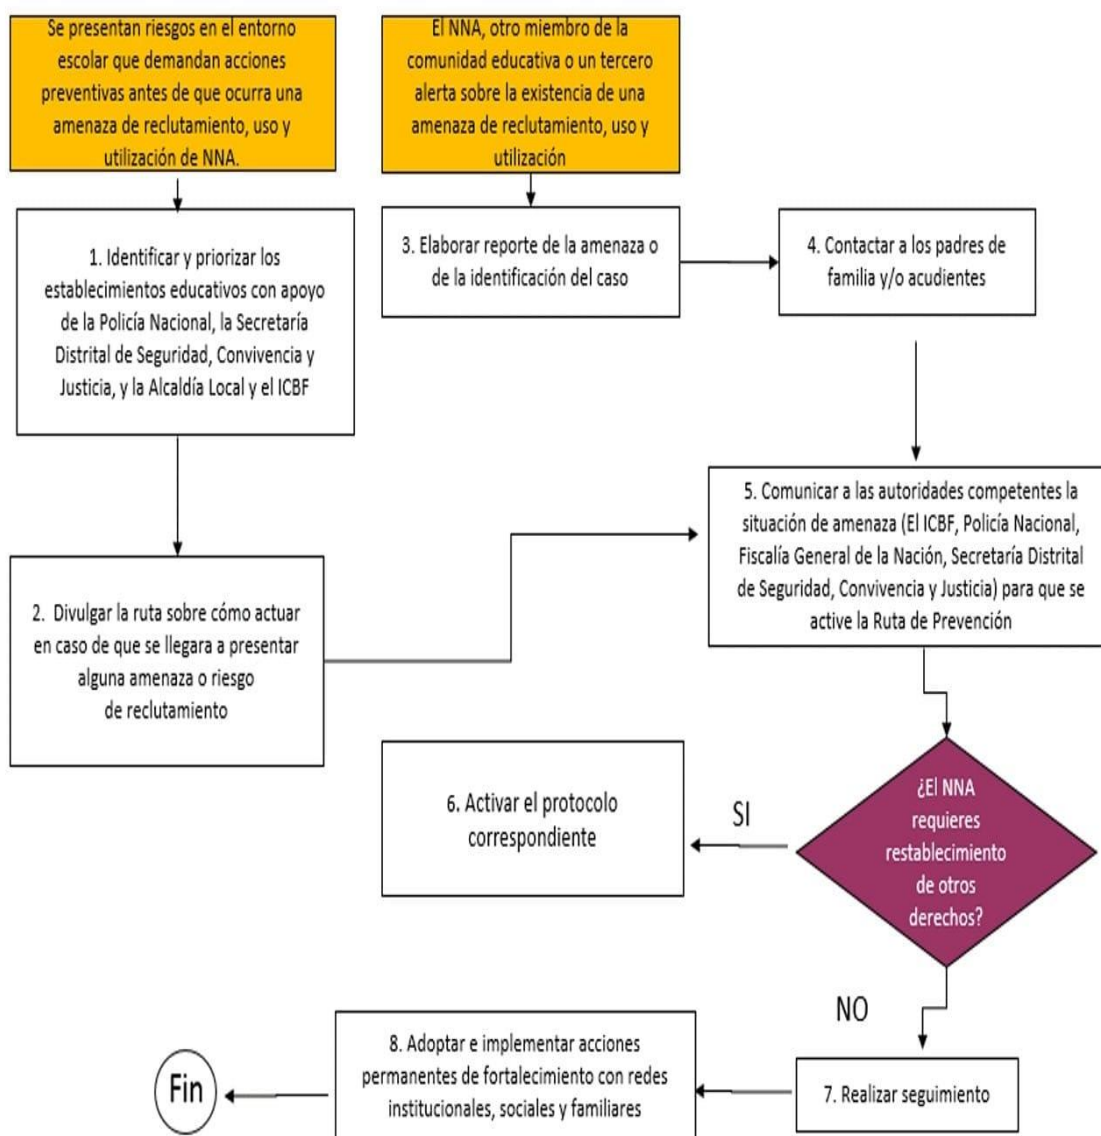 Se presentan riesgos en el entorno
escolar que demandan acciones
preventivas antes de que ocurra una
amenaza de reclutamiento, uso y
utilización de NNA.
El NNA, otro miembro de la
comunidad educativa o un tercero
alerta sobre la existencia de una
amenaza de reclutamiento, uso y
utilización
1. Identificar y priorizar los
establecimientos educativos con apoyo
de la Policía Nacional, la Secretaría
Distrital de Seguridad, Convivencia y
Justicia, y la Alcaldía Local y el ICBF
3. Elaborar reporte de la amenaza o
de la identificación del caso
4. Contactar a los padres de
familia y/o acudientes
2. Divulgar la ruta sobre cómo actuar
en caso de que se llegara a presentar
alguna amenaza o riesgo
de reclutamiento
5. Comunicar a las autoridades competentes la
situación de amenaza (El ICBF, Policía Nacional,
Fiscalía General de la Nación, Secretaría Distrital
de Seguridad, Convivencia y Justicia) para que se
active la Ruta de Prevención
¿El NNA
requieres
restablecimiento
de otros
derechos?
SI
6. Activar el protocolo
correspondiente
NO
7. Realizar seguimiento
8. Adoptar e implementar acciones
permanentes de fortalecimiento con redes
institucionales, sociales y familiares
Fin